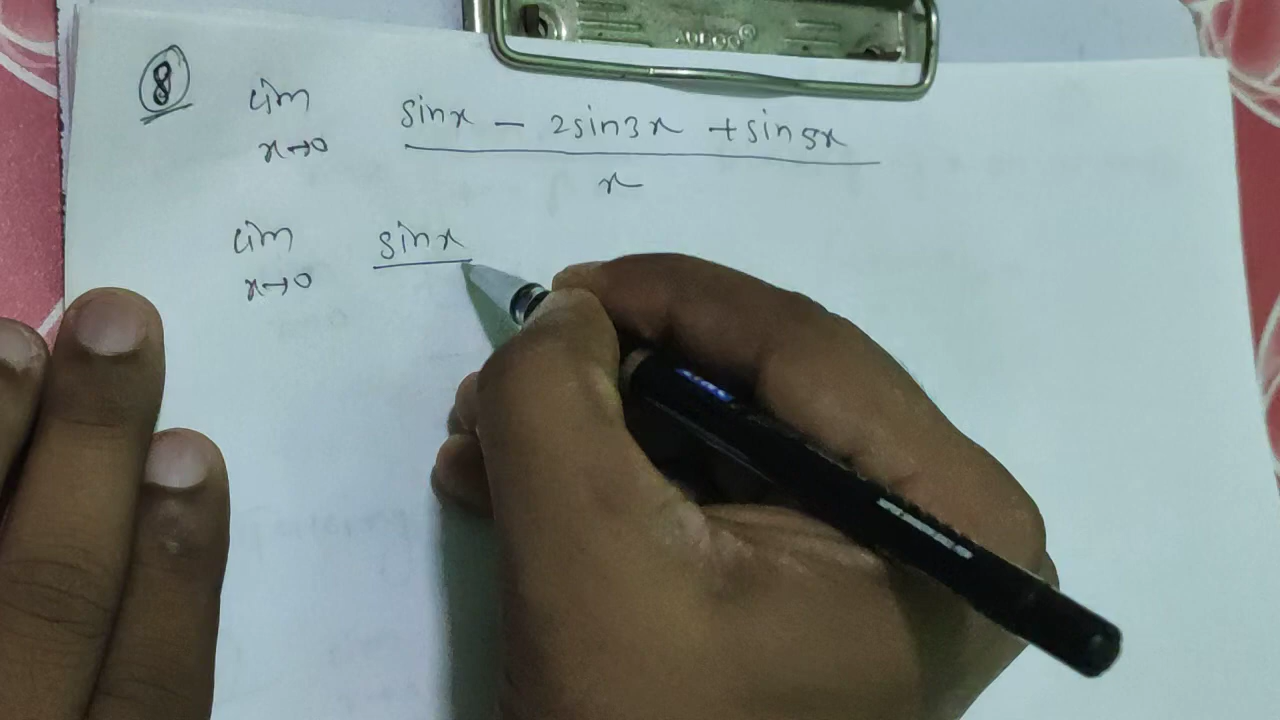 8 lim x→0 sinx - 2sin3x + sin5x / x
lim x→0 sinx